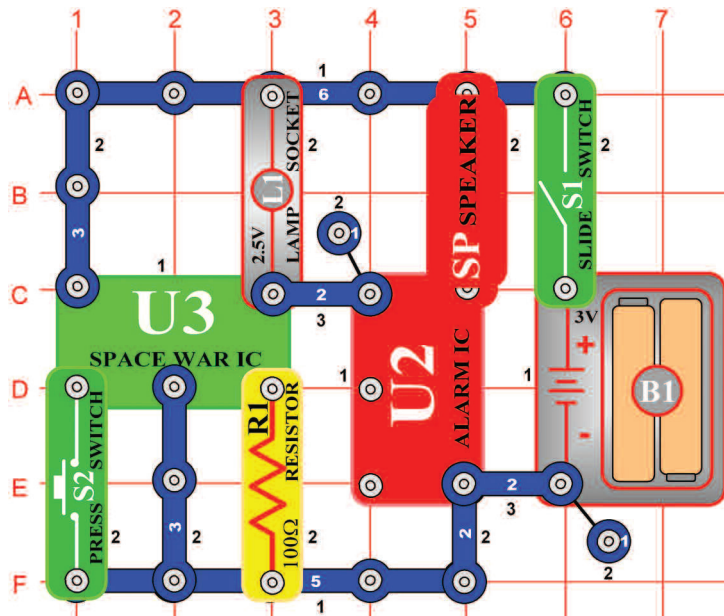 1 2 3 4 5 6 7
A
1
6
2
2.5V LAMP SOCKET
L1
2
SP SPEAKER
2
SLIDE SWITCH
S1
2
B
3
2
1
C
1
2
3
U3
SPACE WAR IC
3V
+
-
B1
1
D
1
U2
ALARM IC
PRESS SWITCH
S2
2
R1
RESISTOR
100Ω
2
E
3
2
2
3
2
2
1
2
F
5
1